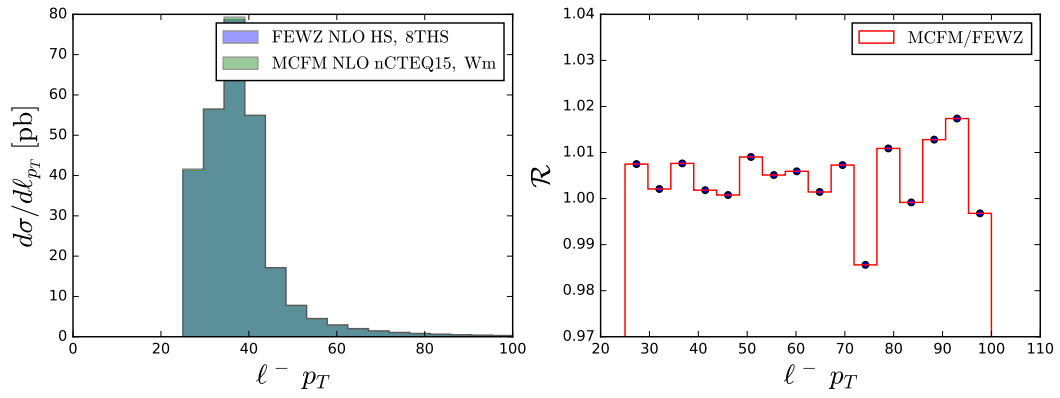 80
70
60
50
40
30
20
10
0
dσ/dℓ_{p_T} [pb]
FEWZ NLO HS, 8THS
MCFM NLO nCTEQ15, Wm
0 20 40 60 80 100
ℓ⁻ p_T
1.04
1.03
1.02
1.01
1.00
0.99
0.98
0.97
ℛ
MCFM/FEWZ
20 30 40 50 60 70 80 90 100 110
ℓ⁻ p_T